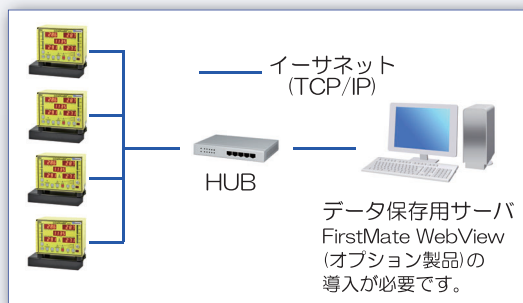 イーサネット
(TCP/IP)
HUB
データ保存用サーバ
FirstMate WebView
(オプション製品)の
導入が必要です。